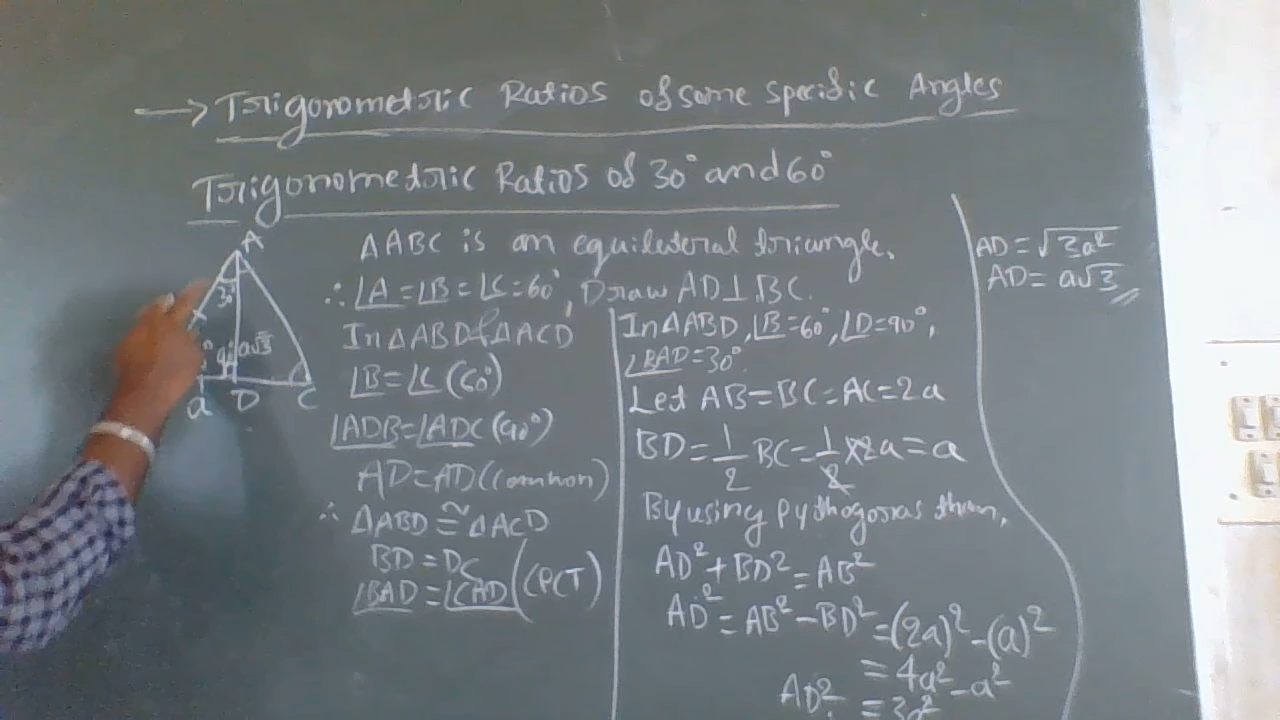 → Trigonometric Ratios of some specific Angles
Trigonometric Ratios of 30° and 60°
A
30°
90°
a√3
a D C
ΔABC is an equilateral triangle.
∴ ∠A = ∠B = ∠C = 60°, Draw AD ⊥ BC.
In ΔABD & ΔACD
∠B = ∠C (60°)
∠ADB = ∠ADC (90°)
AD = AD (common)
∴ ΔABD ≅ ΔACD
BD = DC
∠BAD = ∠CAD (CPCT)
In ΔABD, ∠B = 60°, ∠D = 90°,
∠BAD = 30°.
Let AB = BC = AC = 2a
BD = 1/2 BC = 1/2 × 2a = a
By using pythogoras thm,
AD² + BD² = AB²
AD² = AB² - BD² = (2a)² - (a)²
= 4a² - a²
AD² = 3a²
AD = √3a²
AD = a√3